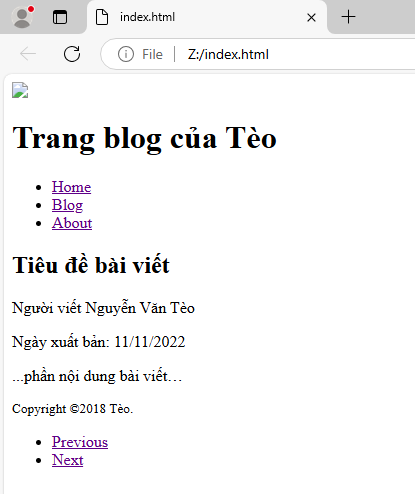 index.html
File
Z:/index.html
Trang blog của Tèo
Home
Blog
About
Tiêu đề bài viết
Người viết Nguyễn Văn Tèo
Ngày xuất bản: 11/11/2022
...phần nội dung bài viết…
Copyright ©2018 Tèo.
Previous
Next